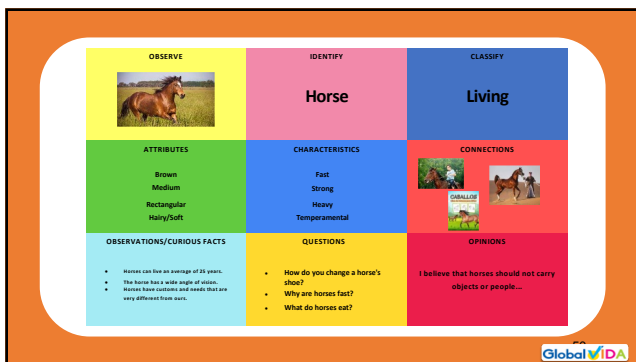 OBSERVE
IDENTIFY
Horse
CLASSIFY
Living
ATTRIBUTES
Brown
Medium
Rectangular
Hairy/Soft
CHARACTERISTICS
Fast
Strong
Heavy
Temperamental
CONNECTIONS
CABALLOS
OBSERVATIONS/CURIOUS FACTS
• Horses can live an average of 25 years.
• The horse has a wide angle of vision.
• Horses have customs and needs that are
very different from ours.
QUESTIONS
• How do you change a horse's
shoe?
• Why are horses fast?
• What do horses eat?
OPINIONS
I believe that horses should not carry
objects or people...
Global VIDA